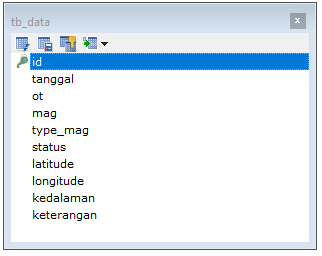 tb_data
id
tanggal
ot
mag
type_mag
status
latitude
longitude
kedalaman
keterangan